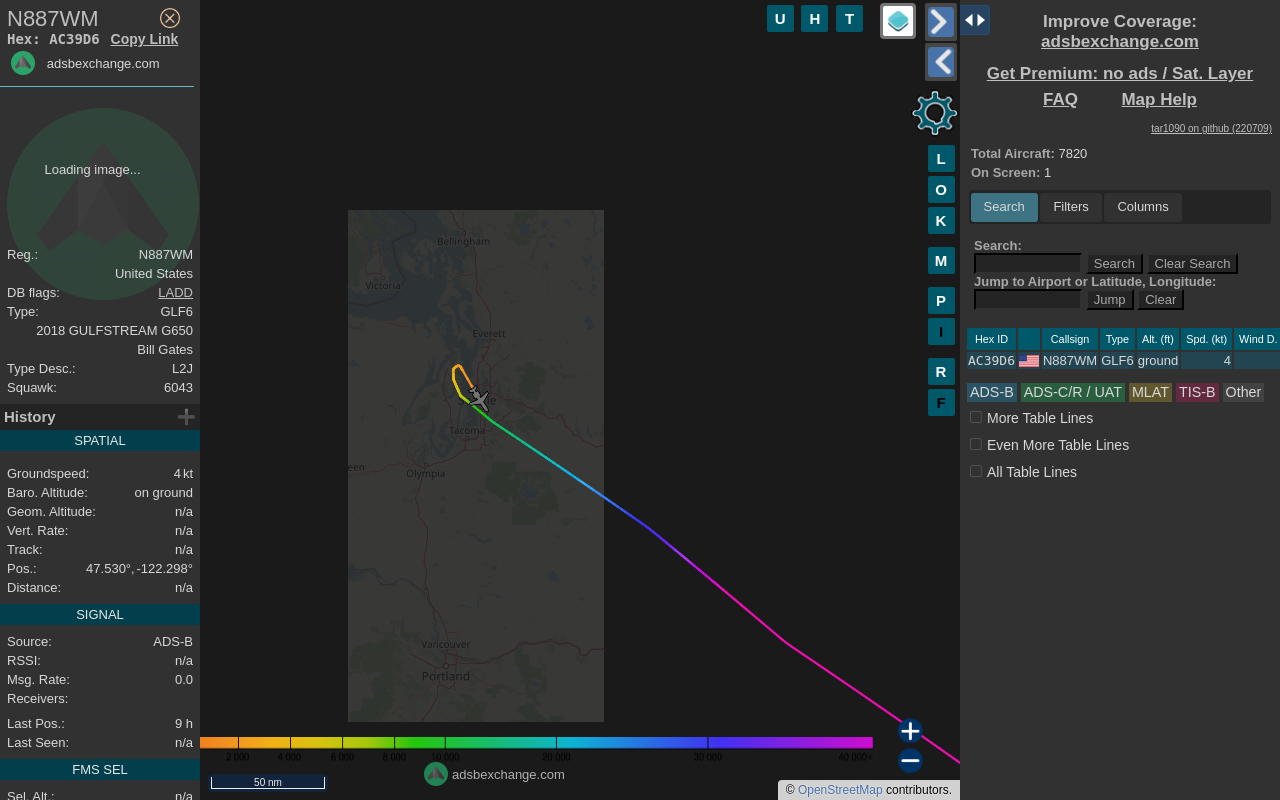 N887WM
Hex: AC39D6 Copy Link
adsbexchange.com
Loading image...
Reg.: N887WM
United States
DB flags: LADD
Type: GLF6
2018 GULFSTREAM G650
Bill Gates
Type Desc.: L2J
Squawk: 6043
History
SPATIAL
Groundspeed: 4 kt
Baro. Altitude: on ground
Geom. Altitude: n/a
Vert. Rate: n/a
Track: n/a
Pos.: 47.530°, -122.298°
Distance: n/a
SIGNAL
Source: ADS-B
RSSI: n/a
Msg. Rate: 0.0
Receivers:
Last Pos.: 9 h
Last Seen: n/a
FMS SEL
Sel. Alt.: n/a
U H T
L
O
K
M
P
I
R
F
Bellingham
Victoria
Everett
Tacoma
Olympia
een
Vancouver
Portland
2 000 4 000 6 000 8 000 10 000 20 000 30 000 40 000+
adsbexchange.com
50 nm
© OpenStreetMap contributors.
Improve Coverage:
adsbexchange.com
Get Premium: no ads / Sat. Layer
FAQ Map Help
tar1090 on github (220709)
Total Aircraft: 7820
On Screen: 1
Search Filters Columns
Search:
Search Clear Search
Jump to Airport or Latitude, Longitude:
Jump Clear
Hex ID Callsign Type Alt. (ft) Spd. (kt) Wind D.
AC39D6 N887WM GLF6 ground 4
ADS-B ADS-C/R / UAT MLAT TIS-B Other
More Table Lines
Even More Table Lines
All Table Lines